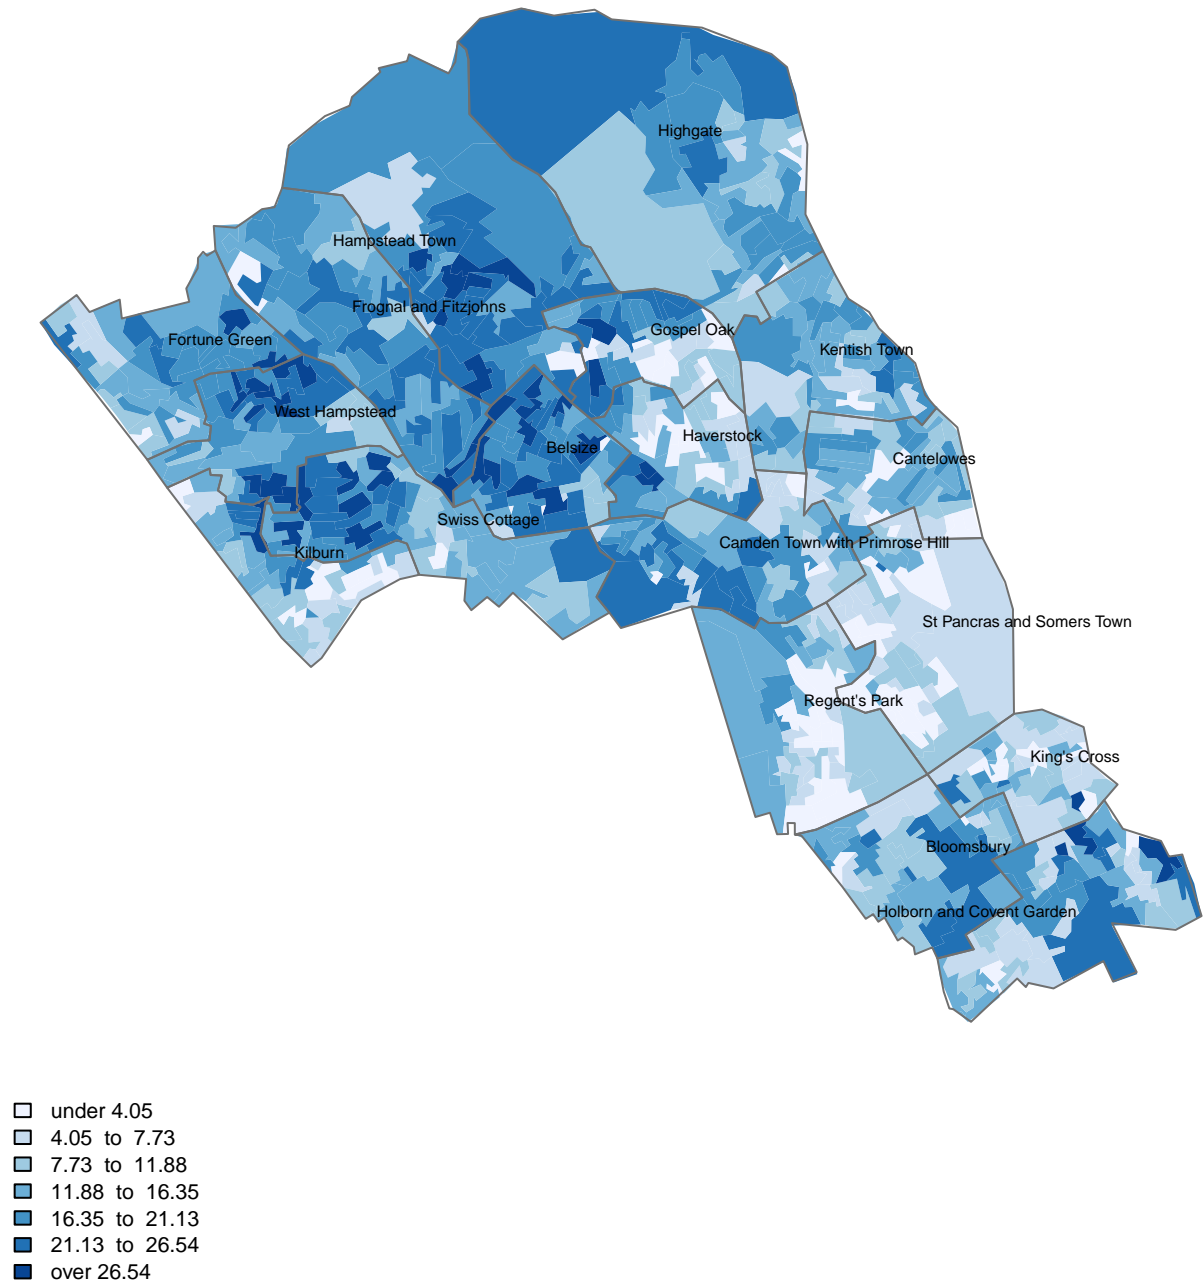 Highgate
Hampstead Town
Frognal and Fitzjohns
Gospel Oak
Fortune Green
Kentish Town
West Hampstead
Haverstock
Belsize
Cantelowes
Swiss Cottage
Camden Town with Primrose Hill
Kilburn
St Pancras and Somers Town
Regent's Park
King's Cross
Bloomsbury
Holborn and Covent Garden
under 4.05
4.05 to 7.73
7.73 to 11.88
11.88 to 16.35
16.35 to 21.13
21.13 to 26.54
over 26.54